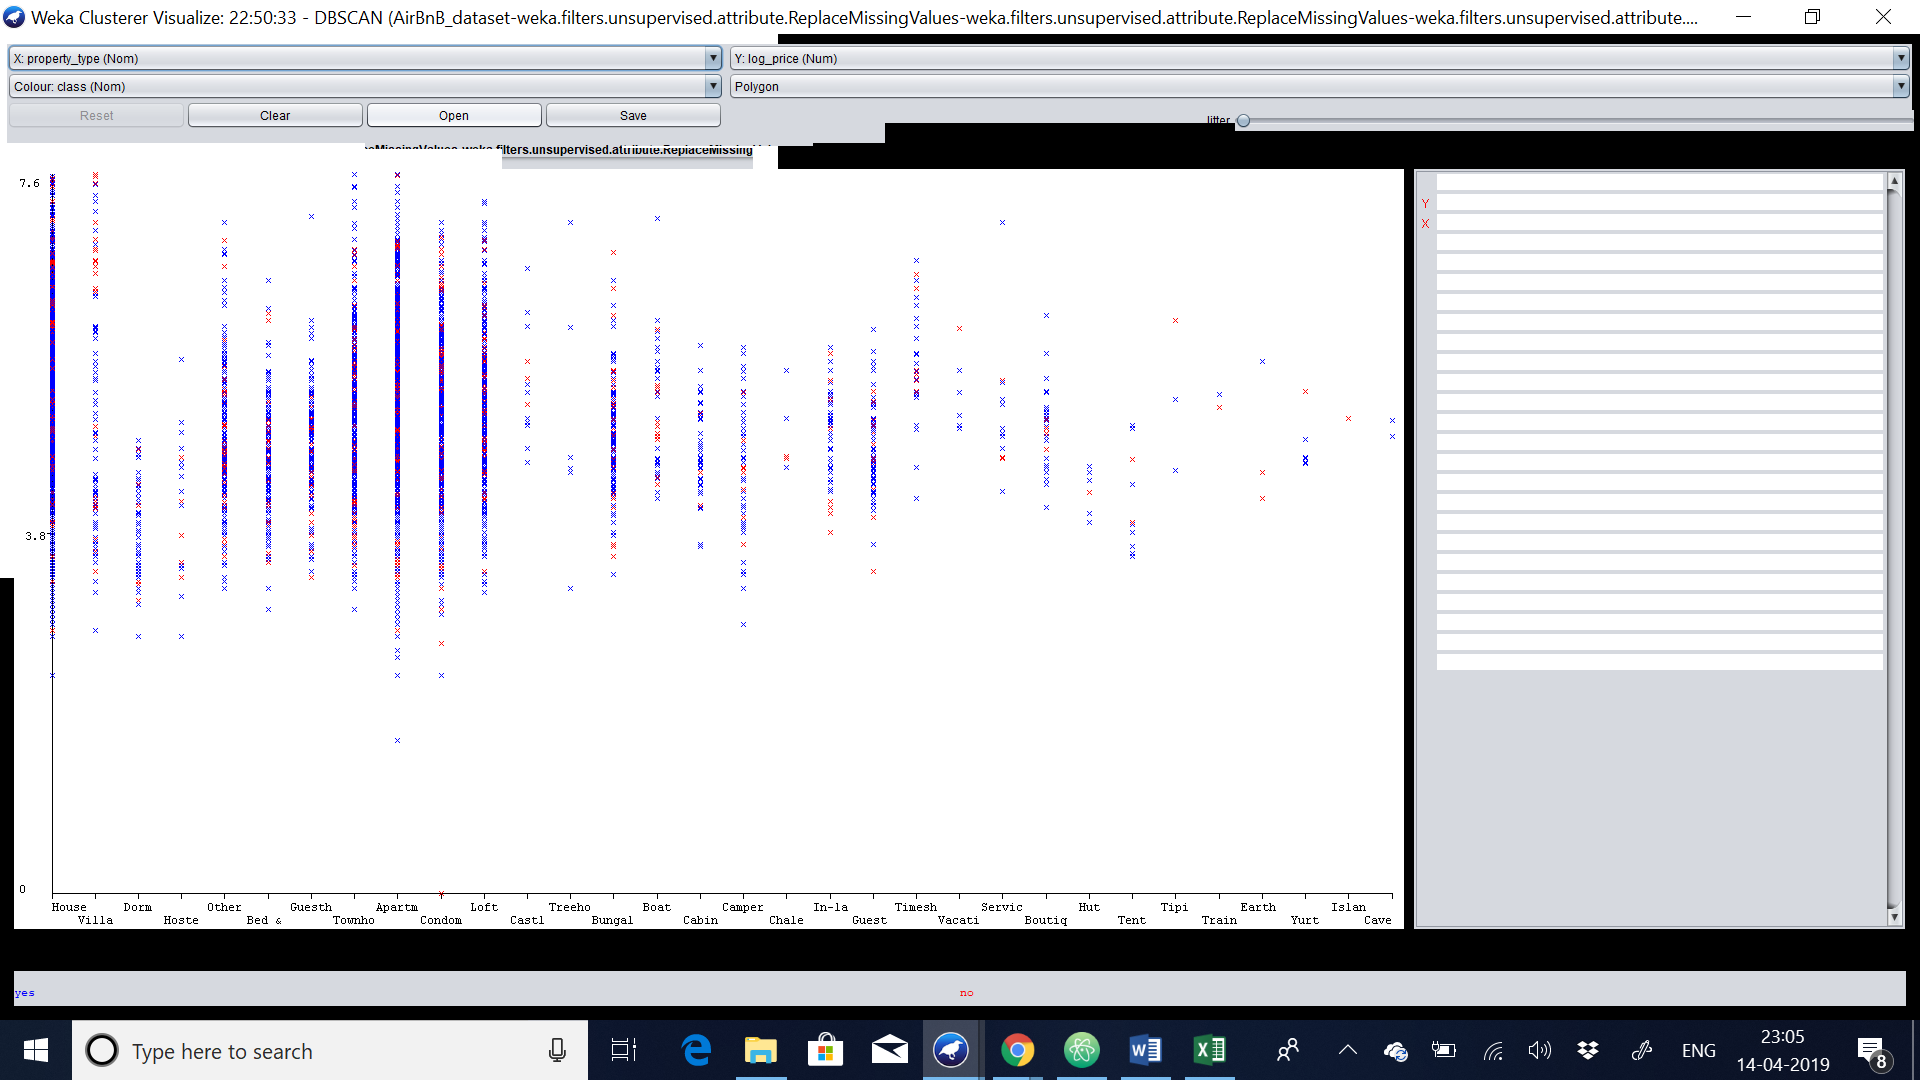 Weka Clusterer Visualize: 22:50:33 - DBSCAN (AirBnB_dataset-weka.filters.unsupervised.attribute.ReplaceMissingValues-weka.filters.unsupervised.attribute.ReplaceMissingValues-weka.filters.unsupervised.attribute....
X: property_type (Nom)
Y: log_price (Num)
Colour: class (Nom)
Polygon
Reset
Clear
Open
Save
Jitter
eMissingValues-weka.filters.unsupervised.attribute.ReplaceMissing
7.6
3.8
0
House Dorm Other Guesth Apartm Loft Treeho Boat Camper In-la Timesh Servic Hut Tipi Earth Islan
Villa Hoste Bed & Townho Condom Castl Bungal Cabin Chale Guest Vacati Boutiq Tent Train Yurt Cave
Y
X
yes
no
Type here to search
ENG
23:05
14-04-2019
8